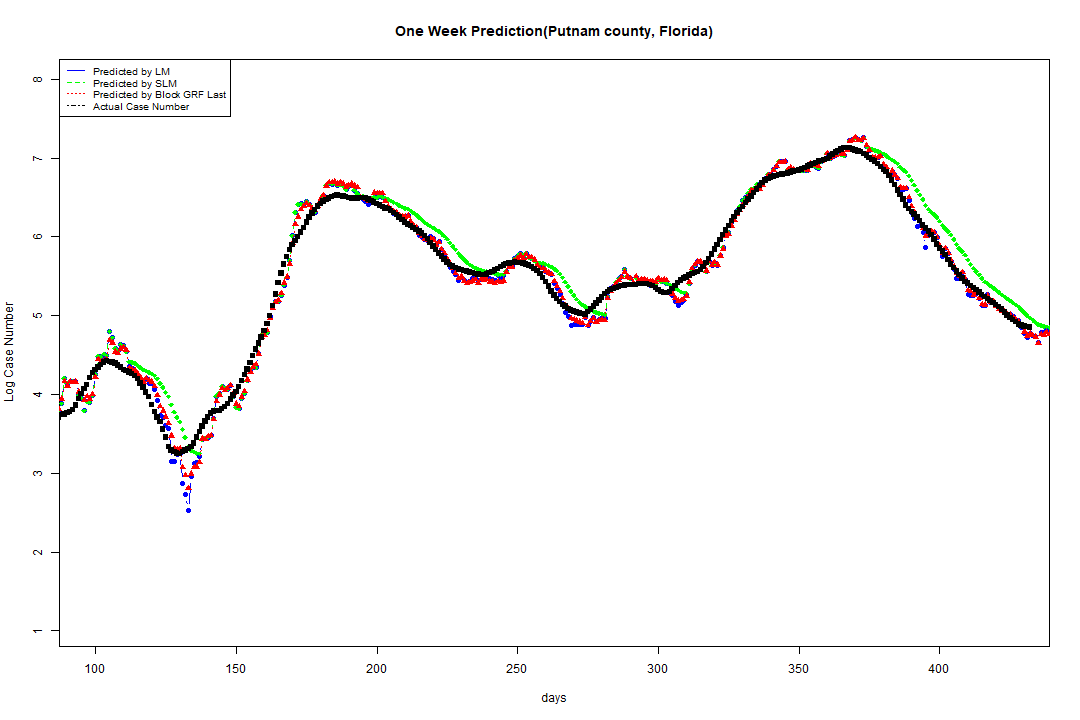 One Week Prediction(Putnam county, Florida)
Predicted by LM
Predicted by SLM
Predicted by Block GRF Last
Actual Case Number
8
7
6
5
4
3
2
1
Log Case Number
100 150 200 250 300 350 400
days